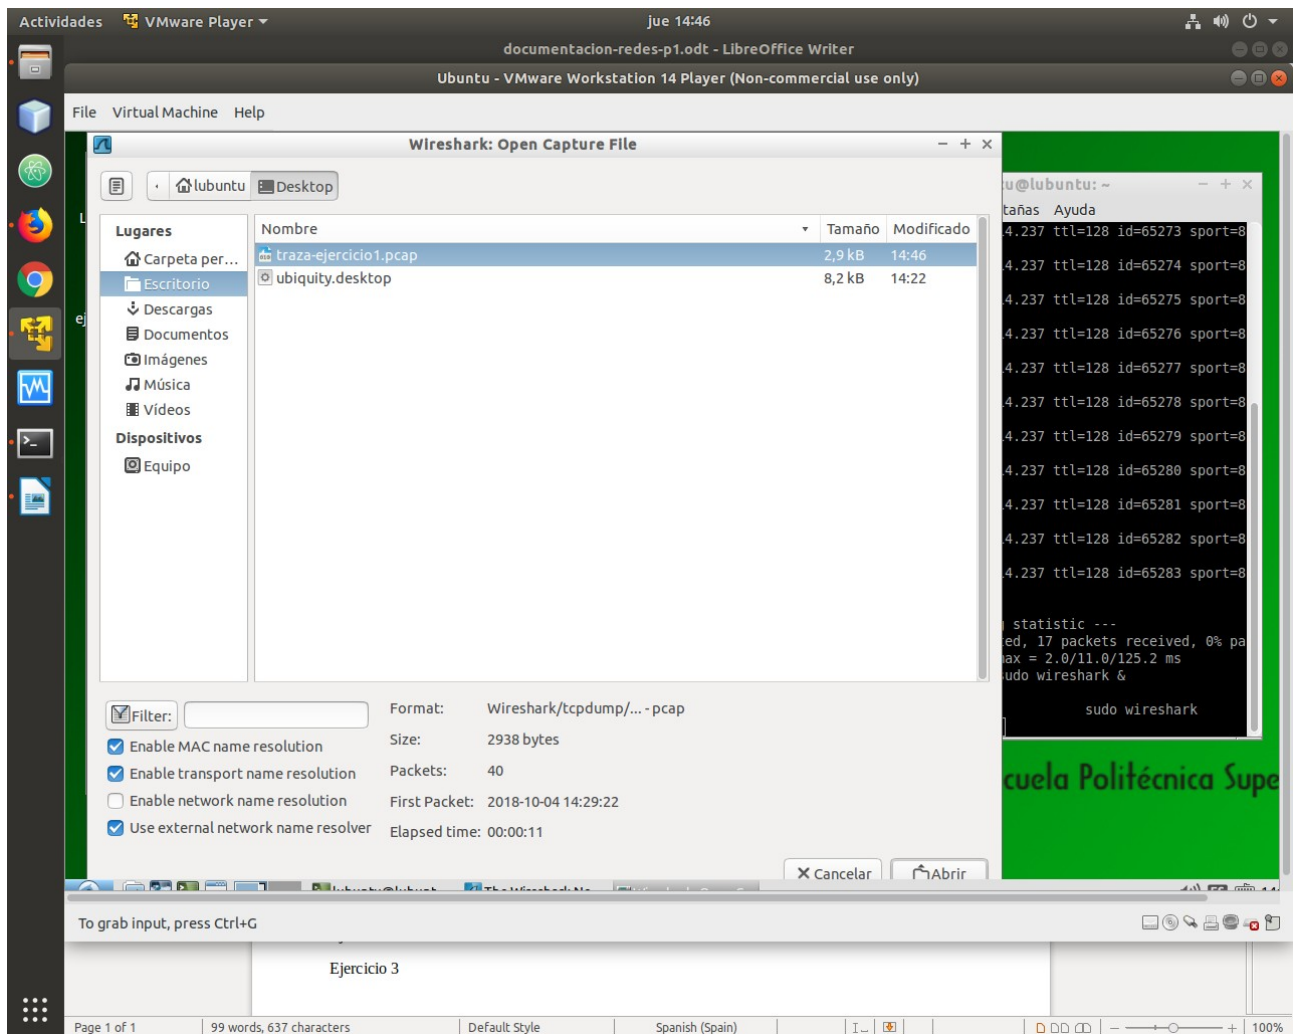 Actividades VMware Player jue 14:46
documentacion-redes-p1.odt - LibreOffice Writer
Ubuntu - VMware Workstation 14 Player (Non-commercial use only)
File Virtual Machine Help
Wireshark: Open Capture File
lubuntu Desktop
Lugares
Carpeta per...
Escritorio
Descargas
Documentos
Imágenes
Música
Vídeos
Dispositivos
Equipo
Nombre Tamaño Modificado
traza-ejercicio1.pcap 2,9 kB 14:46
ubiquity.desktop 8,2 kB 14:22
Filter:
Enable MAC name resolution
Enable transport name resolution
Enable network name resolution
Use external network name resolver
Format: Wireshark/tcpdump/... - pcap
Size: 2938 bytes
Packets: 40
First Packet: 2018-10-04 14:29:22
Elapsed time: 00:00:11
Cancelar Abrir
u@lubuntu: ~
tañas Ayuda
4.237 ttl=128 id=65273 sport=8
4.237 ttl=128 id=65274 sport=8
4.237 ttl=128 id=65275 sport=8
4.237 ttl=128 id=65276 sport=8
4.237 ttl=128 id=65277 sport=8
4.237 ttl=128 id=65278 sport=8
4.237 ttl=128 id=65279 sport=8
4.237 ttl=128 id=65280 sport=8
4.237 ttl=128 id=65281 sport=8
4.237 ttl=128 id=65282 sport=8
4.237 ttl=128 id=65283 sport=8
statistic ---
ed, 17 packets received, 0% pa
max = 2.0/11.0/125.2 ms
sudo wireshark &
sudo wireshark
cuela Politécnica Supe
To grab input, press Ctrl+G
Ejercicio 3
Page 1 of 1 99 words, 637 characters Default Style Spanish (Spain) 100%